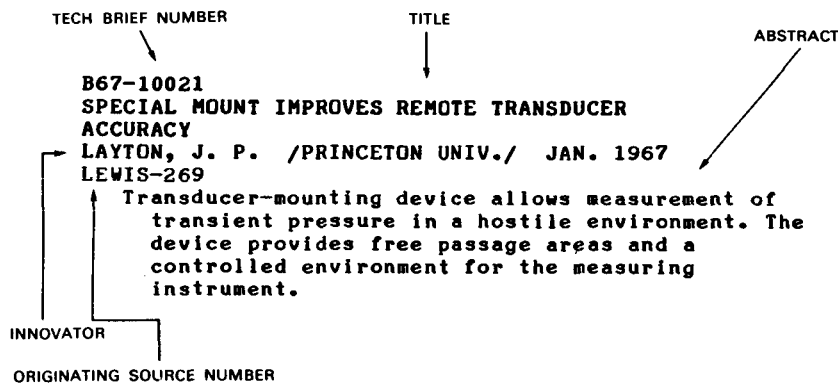 TECH BRIEF NUMBER
TITLE
ABSTRACT
B67-10021
SPECIAL MOUNT IMPROVES REMOTE TRANSDUCER
ACCURACY
LAYTON, J. P. /PRINCETON UNIV./ JAN. 1967
LEWIS-269
Transducer-mounting device allows measurement of
transient pressure in a hostile environment. The
device provides free passage areas and a
controlled environment for the measuring
instrument.
INNOVATOR
ORIGINATING SOURCE NUMBER